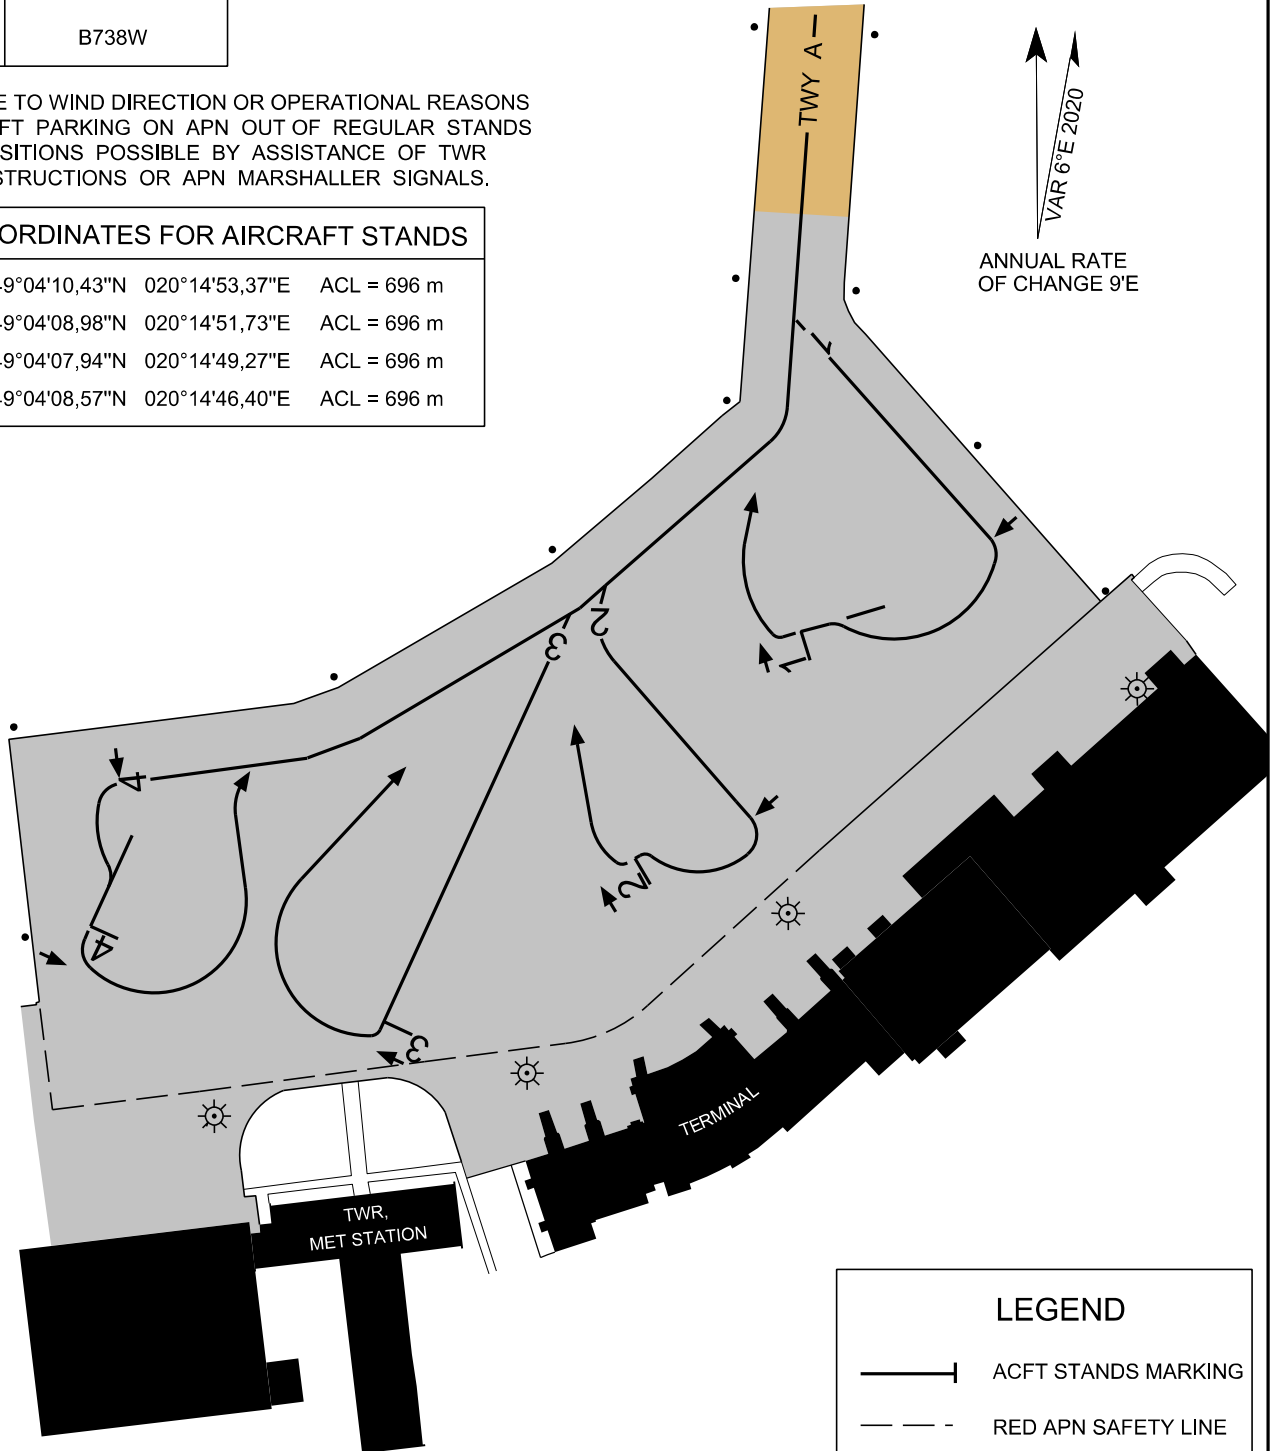 B738W
E TO WIND DIRECTION OR OPERATIONAL REASONS
FT PARKING ON APN OUT OF REGULAR STANDS
SITIONS POSSIBLE BY ASSISTANCE OF TWR
STRUCTIONS OR APN MARSHALLER SIGNALS.
ORDINATES FOR AIRCRAFT STANDS
9°04'10,43"N 020°14'53,37"E ACL = 696 m
9°04'08,98"N 020°14'51,73"E ACL = 696 m
9°04'07,94"N 020°14'49,27"E ACL = 696 m
9°04'08,57"N 020°14'46,40"E ACL = 696 m
TWY A
VAR 6°E 2020
ANNUAL RATE
OF CHANGE 9'E
1
2
3
1
4
2
4
3
TERMINAL
TWR,
MET STATION
LEGEND
ACFT STANDS MARKING
RED APN SAFETY LINE